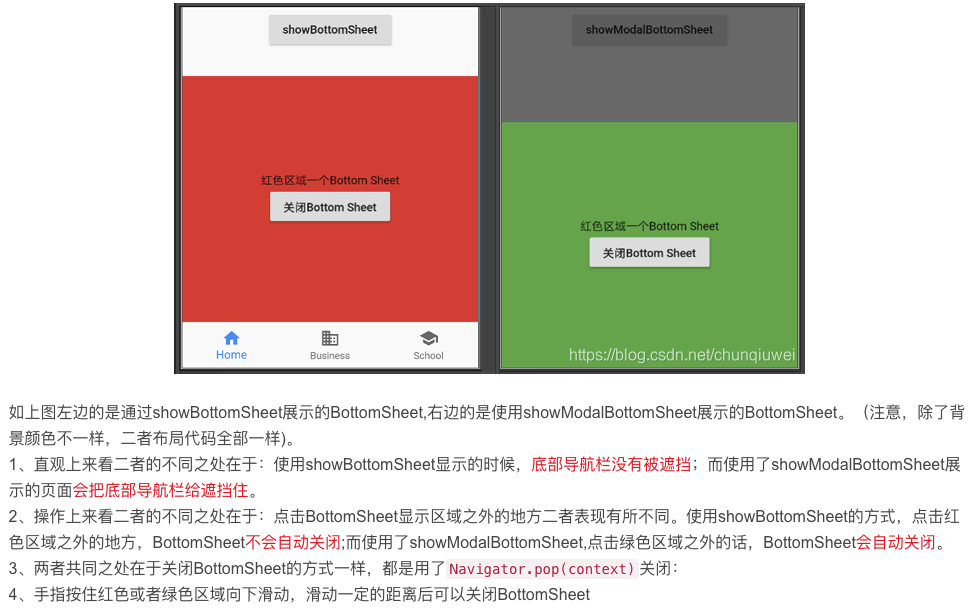 showBottomSheet
红色区域一个Bottom Sheet
关闭Bottom Sheet
Home
Business
School
showModalBottomSheet
红色区域一个Bottom Sheet
关闭Bottom Sheet
https://blog.csdn.net/chunqiuwei
如上图左边的是通过showBottomSheet展示的BottomSheet,右边的是使用showModalBottomSheet展示的BottomSheet。（注意，除了背
景颜色不一样，二者布局代码全部一样)。
1、直观上来看二者的不同之处在于：使用showBottomSheet显示的时候，底部导航栏没有被遮挡；而使用了showModalBottomSheet展
示的页面会把底部导航栏给遮挡住。
2、操作上来看二者的不同之处在于：点击BottomSheet显示区域之外的地方二者表现有所不同。使用showBottomSheet的方式，点击红
色区域之外的地方，BottomSheet不会自动关闭;而使用了showModalBottomSheet,点击绿色区域之外的话，BottomSheet会自动关闭。
3、两者共同之处在于关闭BottomSheet的方式一样，都是用了Navigator.pop(context)关闭：
4、手指按住红色或者绿色区域向下滑动，滑动一定的距离后可以关闭BottomSheet